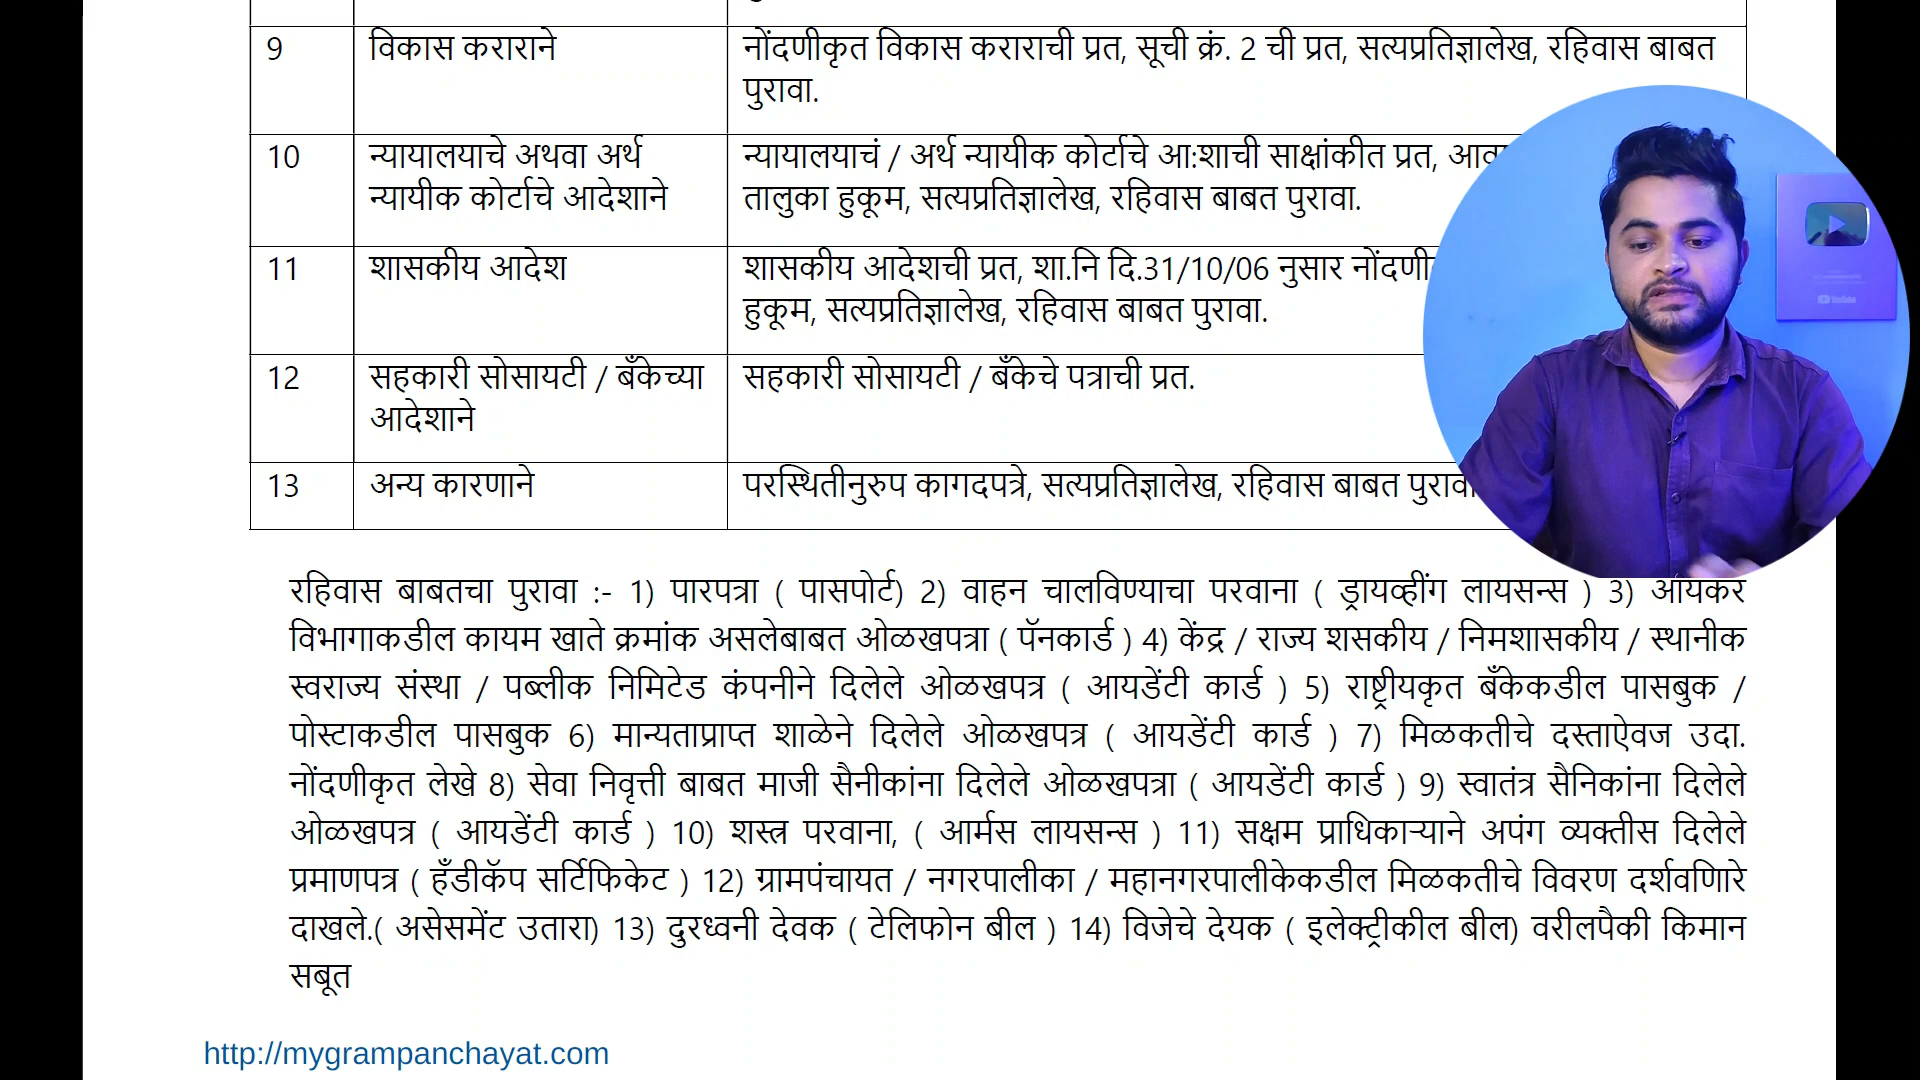 9 विकास कराराने नोंदणीकृत विकास कराराची प्रत, सूची क्रं. 2 ची प्रत, सत्यप्रतिज्ञालेख, रहिवास बाबत
पुरावा.
10 न्यायालयाचे अथवा अर्थ न्यायालयाचं / अर्थ न्यायीक कोर्टाचे आ:शाची साक्षांकीत प्रत,
न्यायीक कोर्टाचे आदेशाने तालुका हुकूम, सत्यप्रतिज्ञालेख, रहिवास बाबत पुरावा.
11 शासकीय आदेश शासकीय आदेशची प्रत, शा.नि दि.31/10/06 नुसार
हुकूम, सत्यप्रतिज्ञालेख, रहिवास बाबत पुरावा.
12 सहकारी सोसायटी / बँकेच्या सहकारी सोसायटी / बँकेचे पत्राची प्रत.
आदेशाने
13 अन्य कारणाने परस्थितीनुरुप कागदपत्रे, सत्यप्रतिज्ञालेख, रहिवास बाबत
रहिवास बाबतचा पुरावा :- 1) पारपत्रा ( पासपोर्ट) 2) वाहन चालविण्याचा परवाना ( ड्रायव्हींग लायसन्स ) 3) आयकर
विभागाकडील कायम खाते क्रमांक असलेबाबत ओळखपत्रा ( पॅनकार्ड ) 4) केंद्र / राज्य शसकीय / निमशासकीय / स्थानीक
स्वराज्य संस्था / पब्लीक निमिटेड कंपनीने दिलेले ओळखपत्र ( आयडेंटी कार्ड ) 5) राष्ट्रीयकृत बँकेकडील पासबुक /
पोस्टाकडील पासबुक 6) मान्यताप्राप्त शाळेने दिलेले ओळखपत्र ( आयडेंटी कार्ड ) 7) मिळकतीचे दस्ताऐवज उदा.
नोंदणीकृत लेखे 8) सेवा निवृत्ती बाबत माजी सैनीकांना दिलेले ओळखपत्रा ( आयडेंटी कार्ड ) 9) स्वातंत्र सैनिकांना दिलेले
ओळखपत्र ( आयडेंटी कार्ड ) 10) शस्त्र परवाना, ( आर्मस लायसन्स ) 11) सक्षम प्राधिकाऱ्याने अपंग व्यक्तीस दिलेले
प्रमाणपत्र ( हँडीकॅप सर्टिफिकेट ) 12) ग्रामपंचायत / नगरपालीका / महानगरपालीकेकडील मिळकतीचे विवरण दर्शवणिारे
दाखले.( असेसमेंट उतारा) 13) दुरध्वनी देवक ( टेलिफोन बील ) 14) विजेचे देयक ( इलेक्ट्रीकील बील) वरीलपैकी किमान
सबूत
http://mygrampanchayat.com